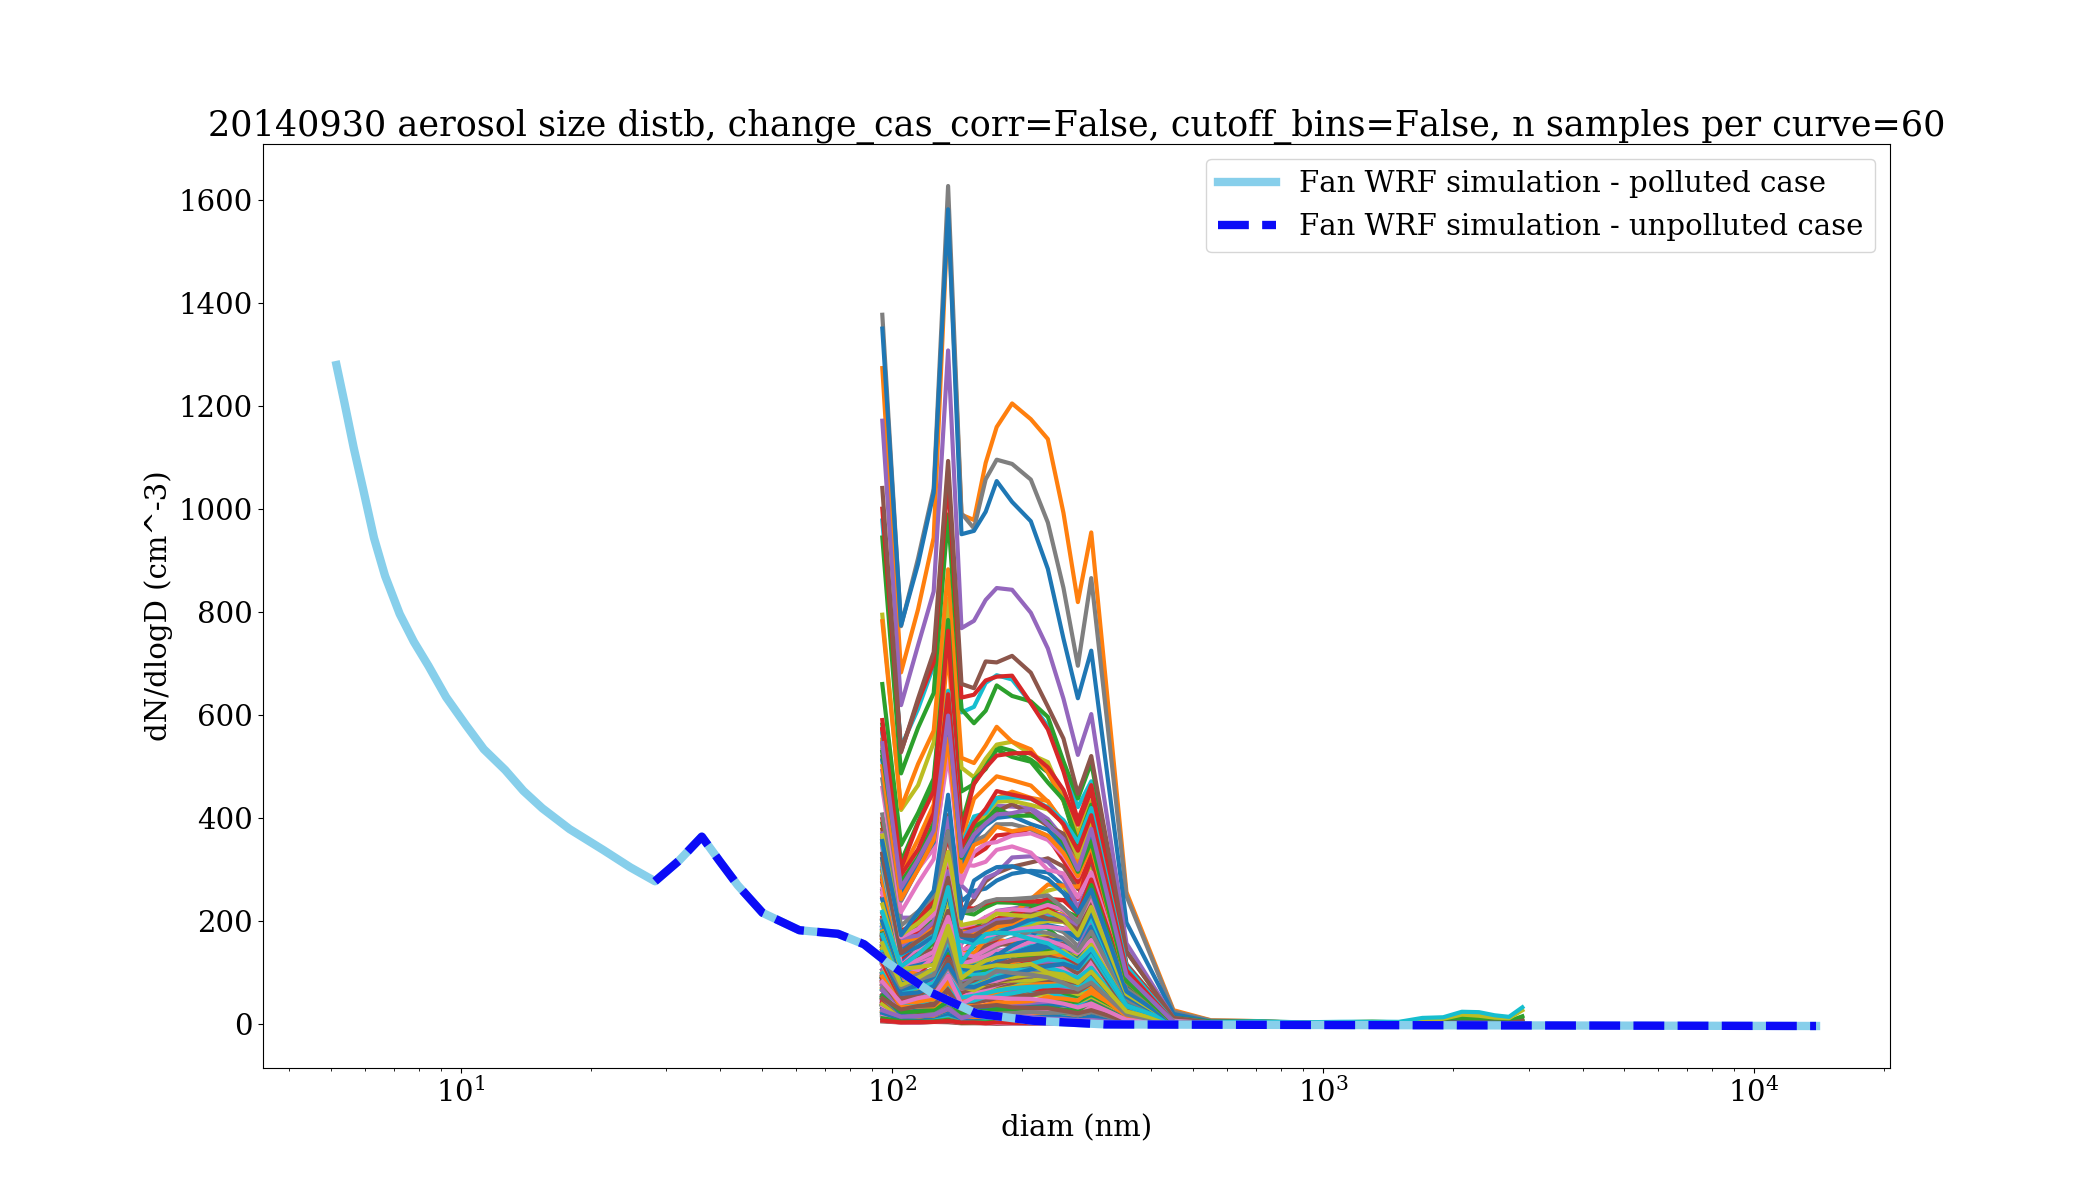 20140930 aerosol size distb, change_cas_corr=False, cutoff_bins=False, n samples per curve=60
Fan WRF simulation - polluted case
Fan WRF simulation - unpolluted case
1600
1400
1200
1000
800
600
400
200
0
dN/dlogD (cm^-3)
10¹ 10² 10³ 10⁴
diam (nm)